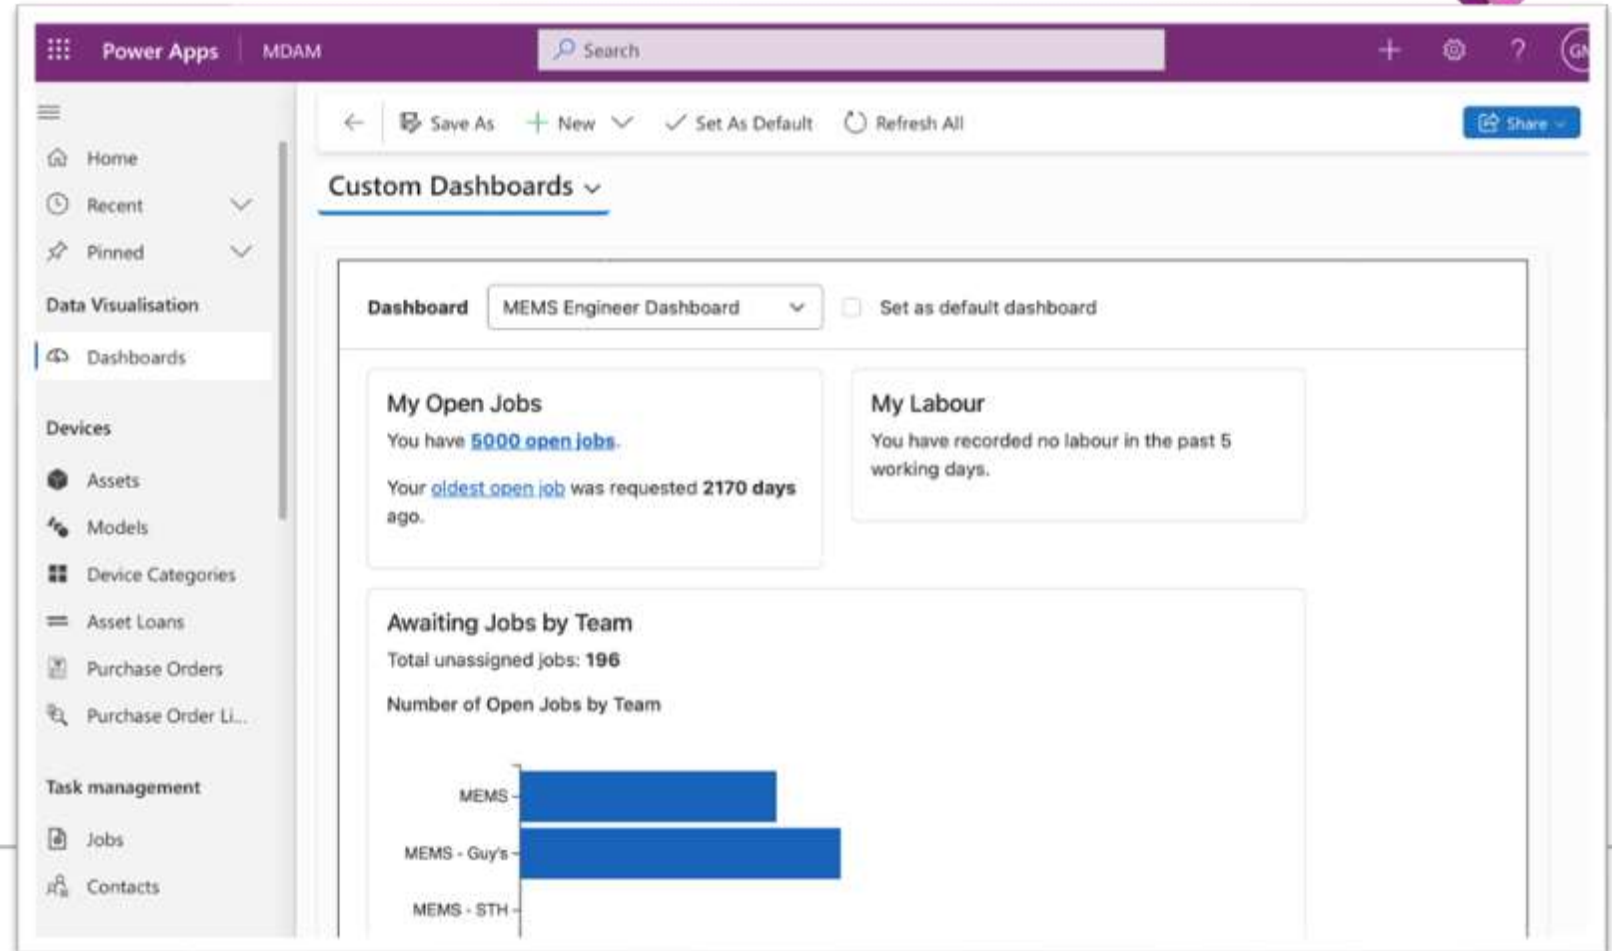 Power Apps MDAM Search ? GN
Save As New Set As Default Refresh All Share
Home
Recent
Pinned
Data Visualisation
Dashboards
Devices
Assets
Models
Device Categories
Asset Loans
Purchase Orders
Purchase Order Li...
Task management
Jobs
Contacts
Custom Dashboards
Dashboard MEMS Engineer Dashboard Set as default dashboard
My Open Jobs
You have 5000 open jobs.
Your oldest open job was requested 2170 days
ago.
My Labour
You have recorded no labour in the past 5
working days.
Awaiting Jobs by Team
Total unassigned jobs: 196
Number of Open Jobs by Team
MEMS
MEMS - Guy's
MEMS - STH